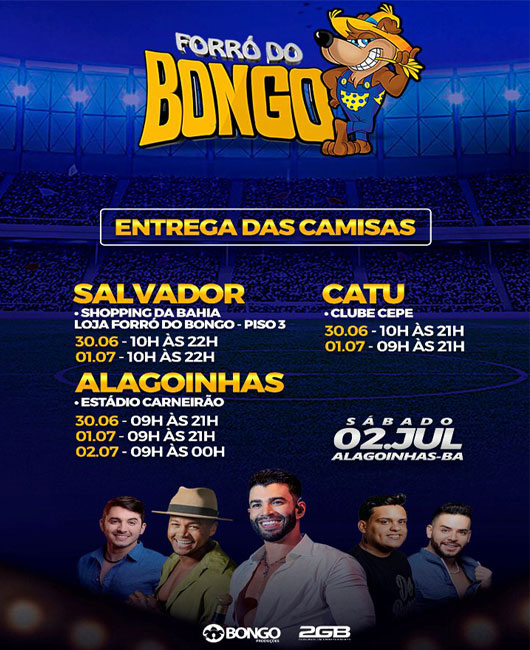 FORRÓ DO
BONGO
ENTREGA DAS CAMISAS
SALVADOR
• SHOPPING DA BAHIA
LOJA FORRÓ DO BONGO - PISO 3
30.06 - 10H ÀS 22H
01.07 - 10H ÀS 22H
CATU
• CLUBE CEPE
30.06 - 10H ÀS 21H
01.07 - 09H ÀS 21H
ALAGOINHAS
• ESTÁDIO CARNEIRÃO
30.06 - 09H ÀS 21H
01.07 - 09H ÀS 21H
02.07 - 09H ÀS 00H
SÁBADO
02.JUL
ALAGOINHAS-BA
BONGO
PRODUÇÕES
2GB